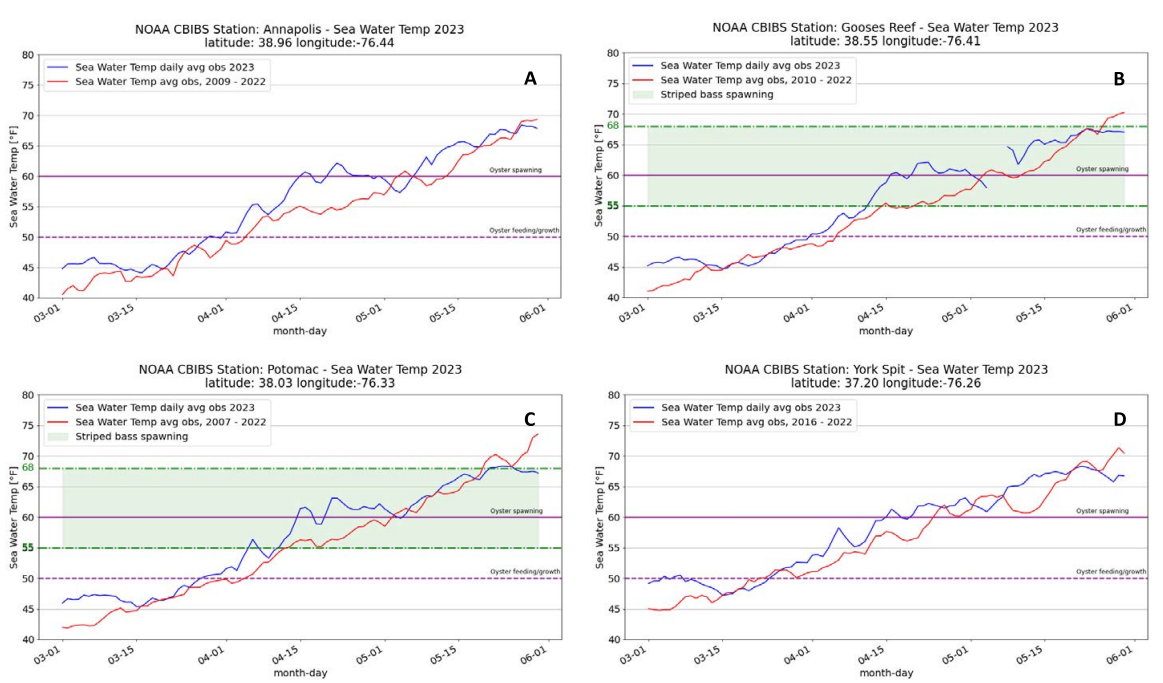 NOAA CBIBS Station: Annapolis - Sea Water Temp 2023
latitude: 38.96 longitude:-76.44
Sea Water Temp daily avg obs 2023
Sea Water Temp avg obs, 2009 - 2022
A
80
75
70
65
60
55
50
45
40
Sea Water Temp [°F]
Oyster spawning
Oyster feeding/growth
03-01
03-15
04-01
04-15
05-01
05-15
06-01
month-day
NOAA CBIBS Station: Gooses Reef - Sea Water Temp 2023
latitude: 38.55 longitude:-76.41
Sea Water Temp daily avg obs 2023
Sea Water Temp avg obs, 2010 - 2022
Striped bass spawning
B
80
75
70
68
65
60
55
50
45
40
Sea Water Temp [°F]
Oyster spawning
Oyster feeding/growth
03-01
03-15
04-01
04-15
05-01
05-15
06-01
month-day
NOAA CBIBS Station: Potomac - Sea Water Temp 2023
latitude: 38.03 longitude:-76.33
Sea Water Temp daily avg obs 2023
Sea Water Temp avg obs, 2007 - 2022
Striped bass spawning
C
80
75
70
68
65
60
55
50
45
40
Sea Water Temp [°F]
Oyster spawning
Oyster feeding/growth
03-01
03-15
04-01
04-15
05-01
05-15
06-01
month-day
NOAA CBIBS Station: York Spit - Sea Water Temp 2023
latitude: 37.20 longitude:-76.26
Sea Water Temp daily avg obs 2023
Sea Water Temp avg obs, 2016 - 2022
D
80
75
70
65
60
55
50
45
40
Sea Water Temp [°F]
Oyster spawning
Oyster feeding/growth
03-01
03-15
04-01
04-15
05-01
05-15
06-01
month-day